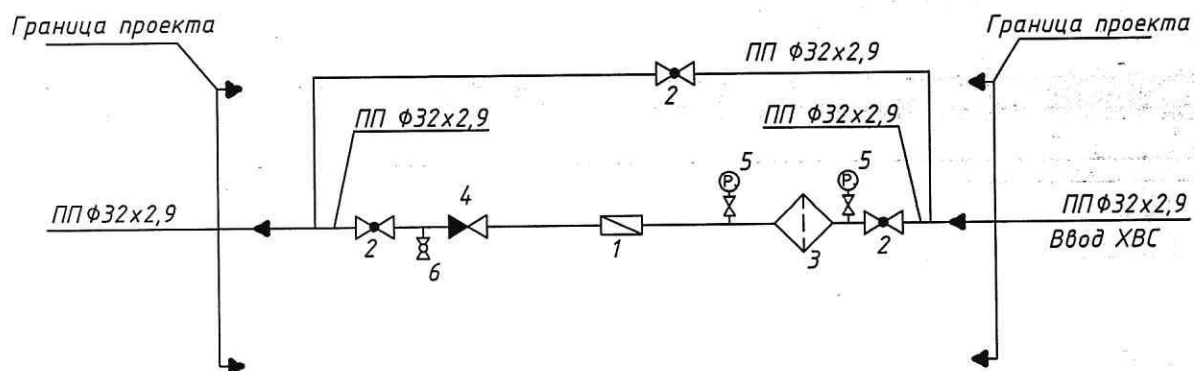 Граница проекта
Граница проекта
ПП Ф32х2,9
2
ПП Ф32х2,9
ПП Ф32х2,9
5
5
P
P
4
ПП Ф32х2,9
ПП Ф32х2,9
2
6
1
3
2
Ввод ХВС